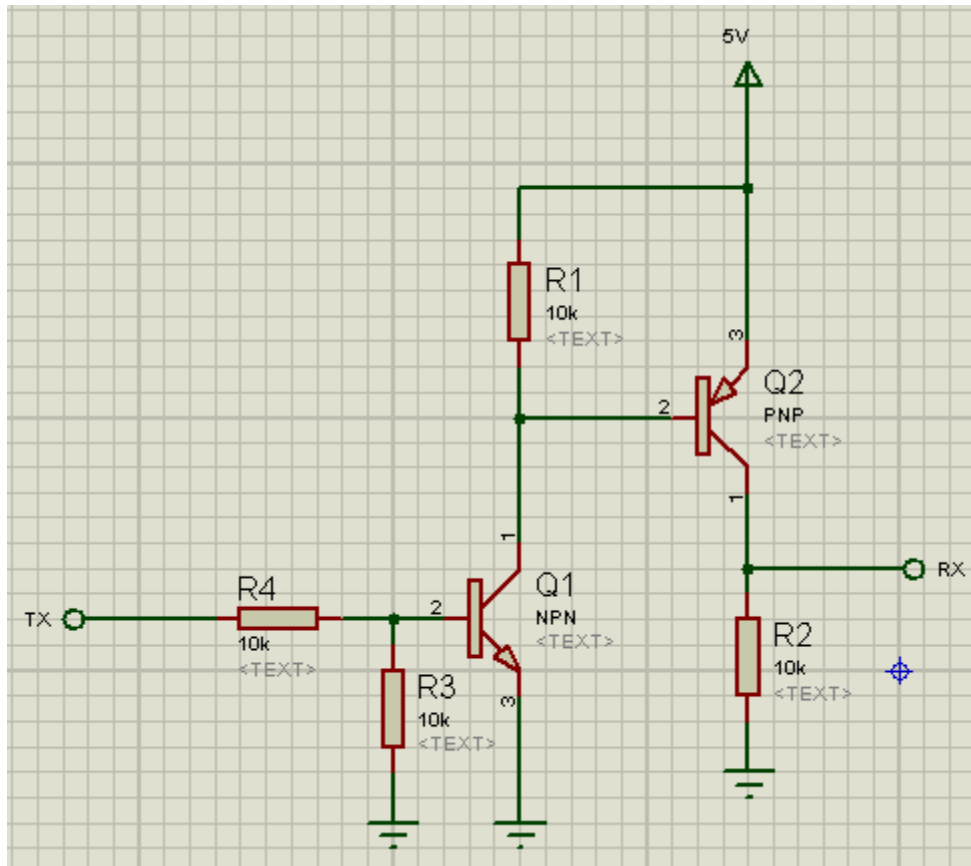 5V
R1
10k
<TEXT>
3
Q2
2
PNP
<TEXT>
1
1
RX
Q1
R4
2
NPN
TX
<TEXT>
10k
R2
<TEXT>
10k
R3
<TEXT>
10k
3
<TEXT>